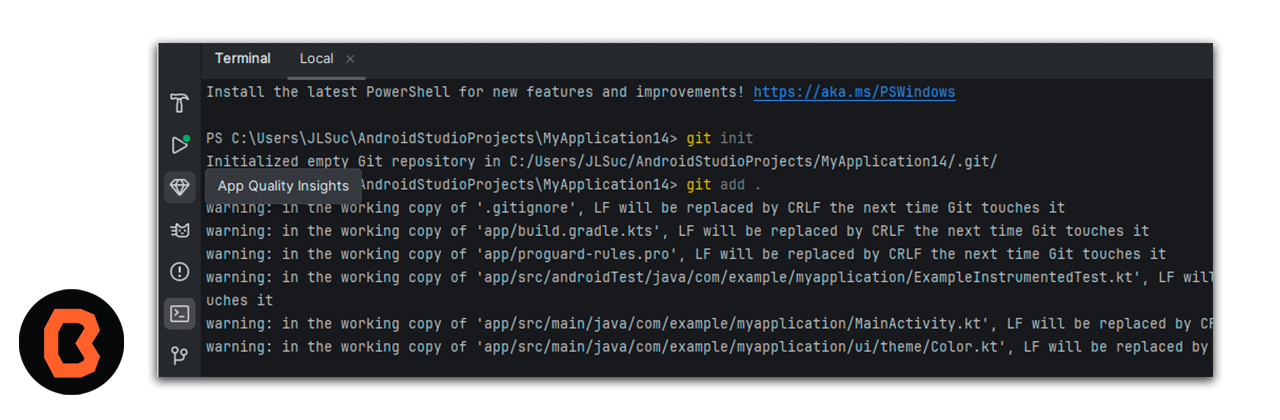 Terminal Local
Install the latest PowerShell for new features and improvements! https://aka.ms/PSWindows
PS C:\Users\JLSuc\AndroidStudioProjects\MyApplication14> git init
Initialized empty Git repository in C:/Users/JLSuc/AndroidStudioProjects/MyApplication14/.git/
App Quality Insights
AndroidStudioProjects\MyApplication14> git add .
warning: in the working copy of '.gitignore', LF will be replaced by CRLF the next time Git touches it
warning: in the working copy of 'app/build.gradle.kts', LF will be replaced by CRLF the next time Git touches it
warning: in the working copy of 'app/proguard-rules.pro', LF will be replaced by CRLF the next time Git touches it
warning: in the working copy of 'app/src/androidTest/java/com/example/myapplication/ExampleInstrumentedTest.kt', LF will
uches it
warning: in the working copy of 'app/src/main/java/com/example/myapplication/MainActivity.kt', LF will be replaced by
warning: in the working copy of 'app/src/main/java/com/example/myapplication/ui/theme/Color.kt', LF will be replaced by